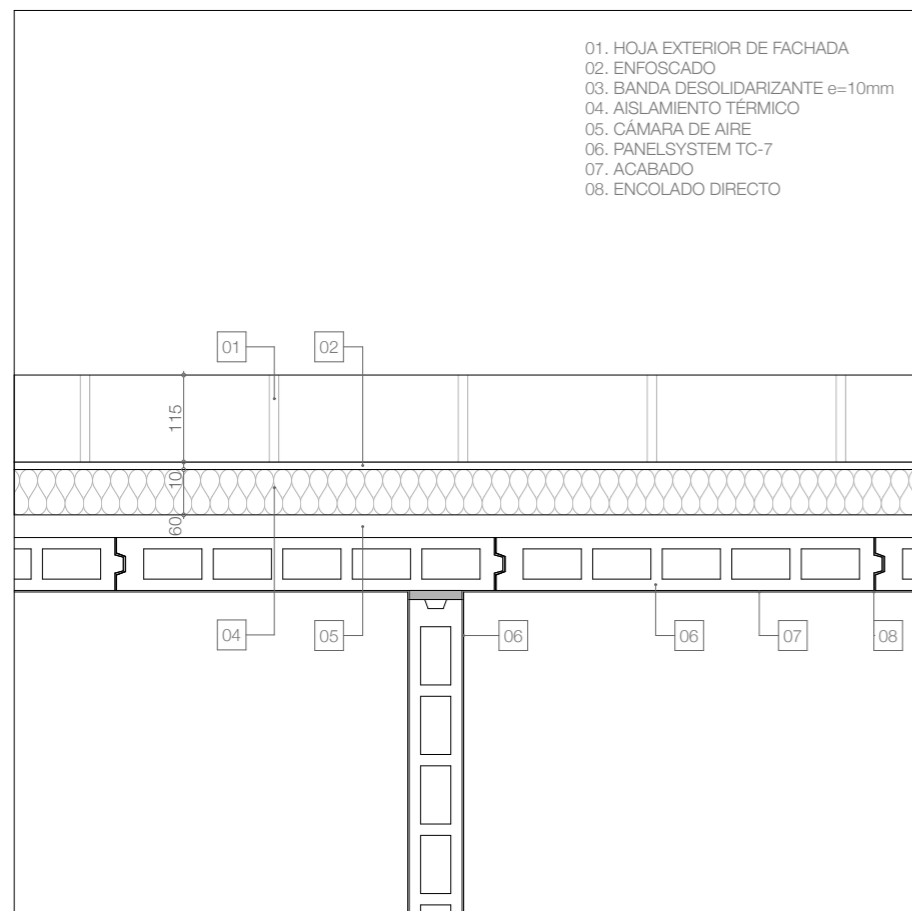 01. HOJA EXTERIOR DE FACHADA
02. ENFOSCADO
03. BANDA DESOLIDARIZANTE e=10mm
04. AISLAMIENTO TÉRMICO
05. CÁMARA DE AIRE
06. PANELSYSTEM TC-7
07. ACABADO
08. ENCOLADO DIRECTO
01
02
115
10
60
04
05
06
06
07
08